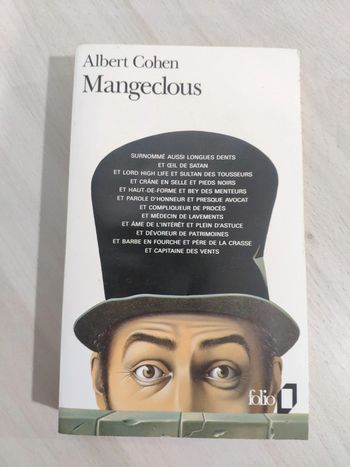 Albert Cohen
Mangeclous
SURNOMMÉ AUSSI LONGUES DENTS
ET ŒIL DE SATAN
ET LORD HIGH LIFE ET SULTAN DES TOUSSEURS
ET CRÂNE EN SELLE ET PIEDS NOIRS
ET HAUT-DE-FORME ET BEY DES MENTEURS
ET PAROLE D'HONNEUR ET PRESQUE AVOCAT
ET COMPLIQUEUR DE PROCÈS
ET MÉDECIN DE LAVEMENTS
ET ÂME DE L'INTÉRÊT ET PLEIN D'ASTUCE
ET DÉVOREUR DE PATRIMOINES
ET BARBE EN FOURCHE ET PÈRE DE LA CRASSE
ET CAPITAINE DES VENTS
folio